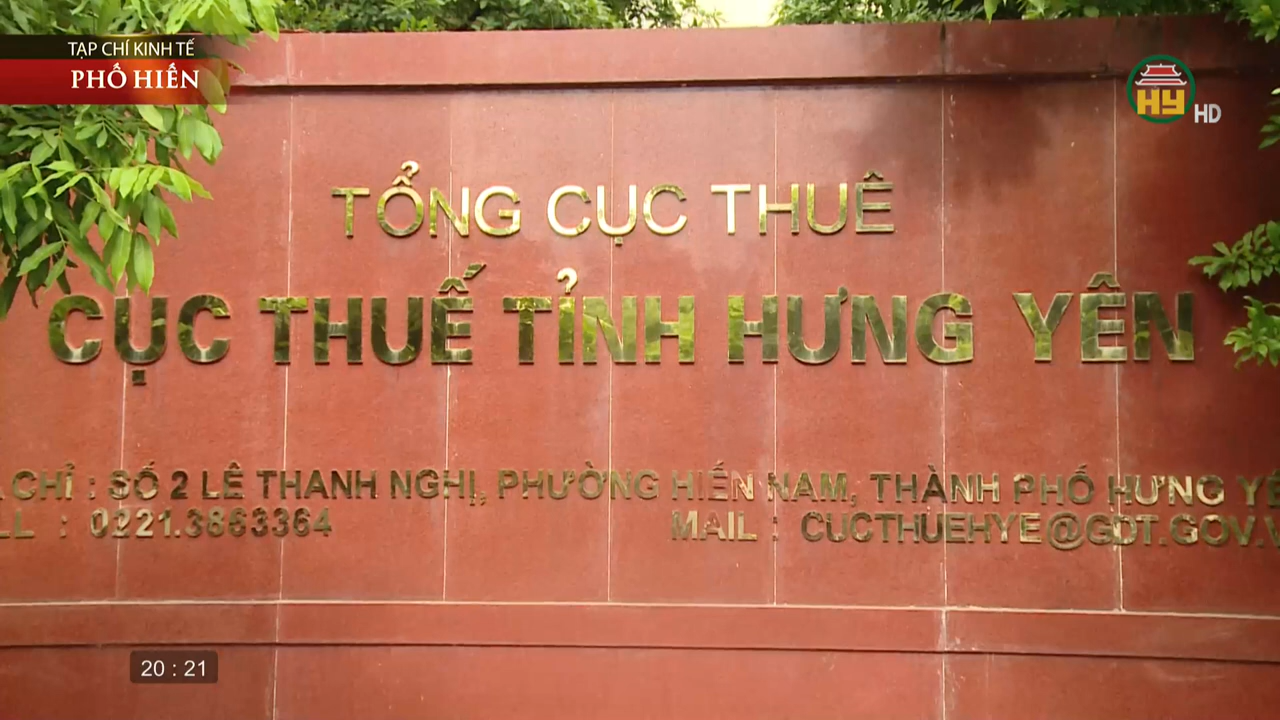 TẠP CHÍ KINH TẾ
PHỐ HIẾN
HY HD
TỔNG CỤC THUÊ
CỤC THUẾ TỈNH HƯNG YÊN
CHỈ : SỐ 2 LÊ THANH NGHỊ, PHƯỜNG HIẾN NAM, THÀNH PHỐ HƯNG YÊ
LL : 0221.3863364 MAIL : CUCTHUEHYE@GDT.GOV.V
20 : 21